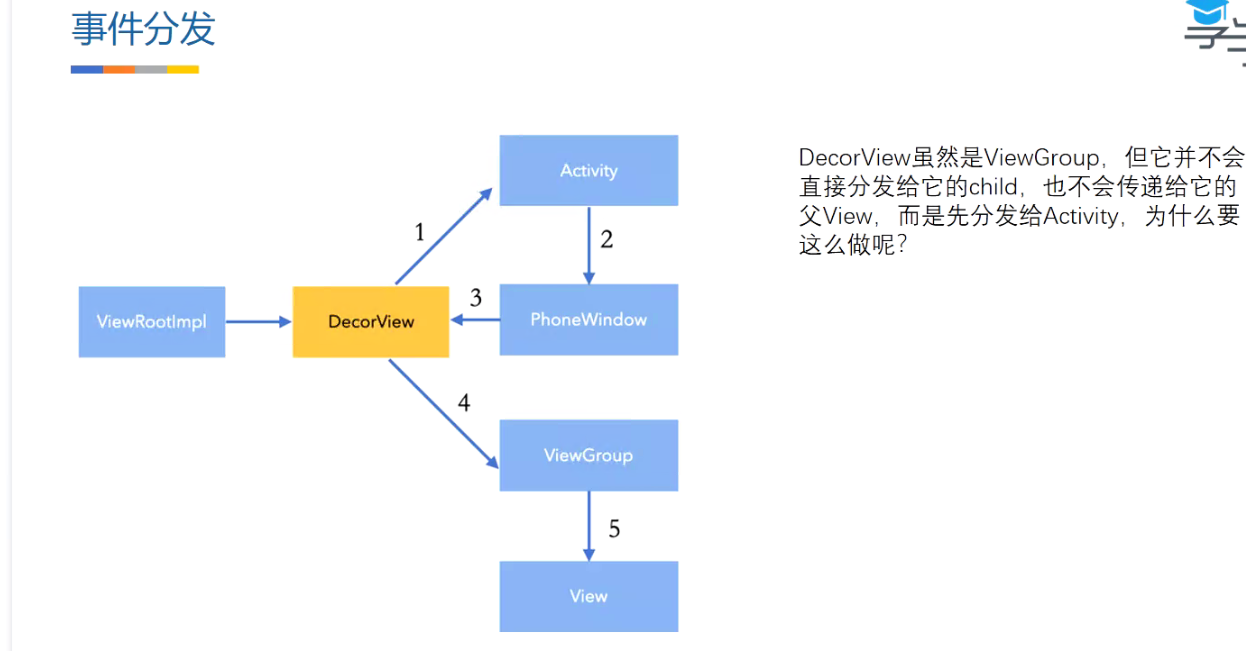 事件分发
DecorView虽然是ViewGroup，但它并不会
直接分发给它的child，也不会传递给它的
父View，而是先分发给Activity，为什么要
这么做呢？
Activity
1
2
ViewRootImpl
DecorView
3
PhoneWindow
4
ViewGroup
5
View